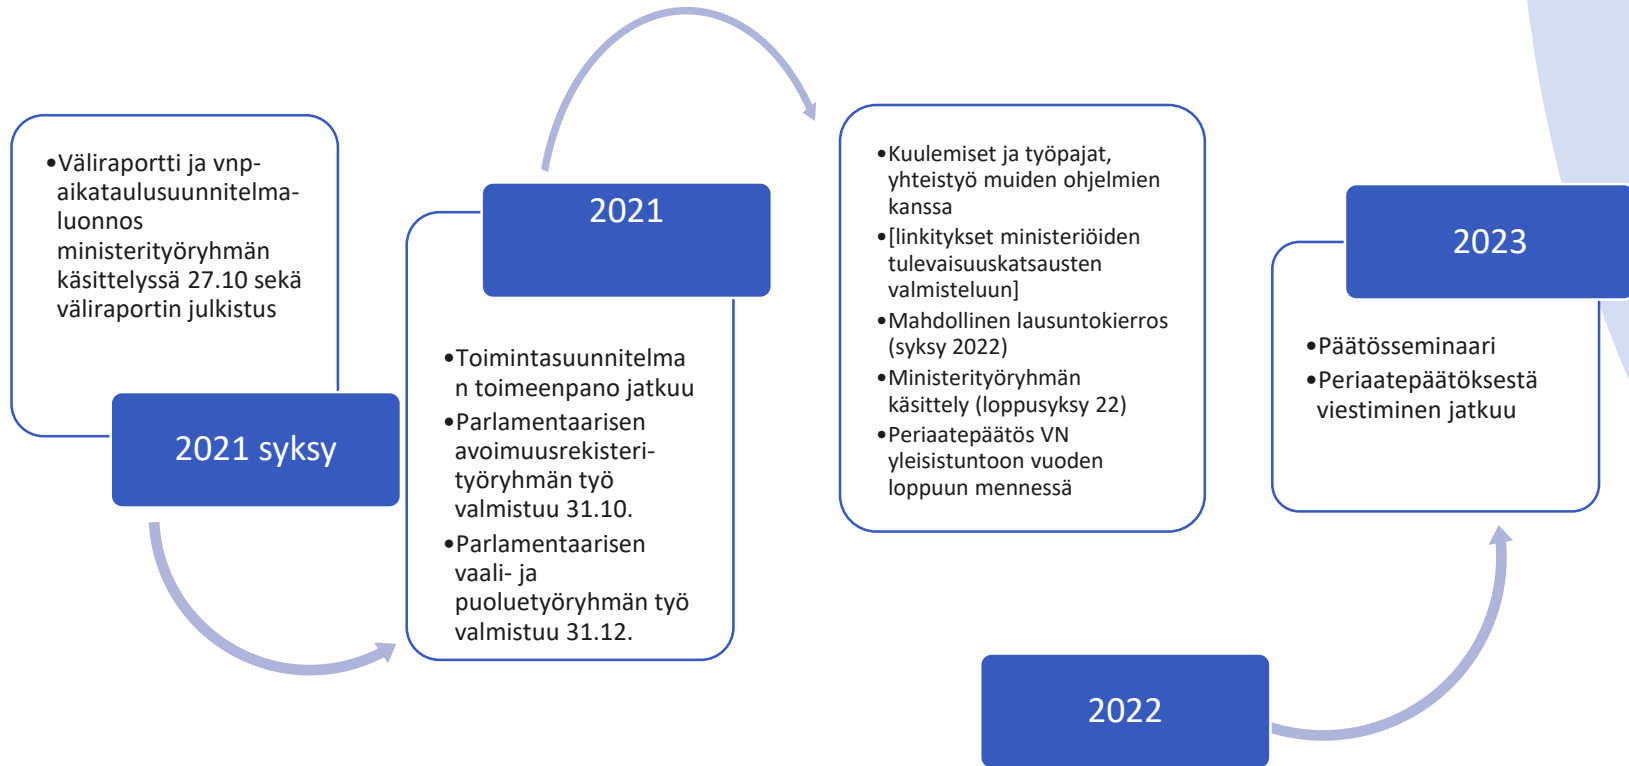 •Väliraportti ja vnp-
aikataulusuunnitelma-
luonnos
ministerityöryhmän
käsittelyssä 27.10 sekä
väliraportin julkistus
2021 syksy
2021
•Toimintasuunnitelma
n toimeenpano jatkuu
•Parlamentaarisen
avoimuusrekisteri-
työryhmän työ
valmistuu 31.10.
•Parlamentaarisen
vaali- ja
puoluetyöryhmän työ
valmistuu 31.12.
•Kuulemiset ja työpajat,
yhteistyö muiden ohjelmien
kanssa
•[linkitykset ministeriöiden
tulevaisuuskatsausten
valmisteluun]
•Mahdollinen lausuntokierros
(syksy 2022)
•Ministerityöryhmän
käsittely (loppusyksy 22)
•Periaatepäätös VN
yleisistuntoon vuoden
loppuun mennessä
2022
2023
•Päätösseminaari
•Periaatepäätöksestä
viestiminen jatkuu